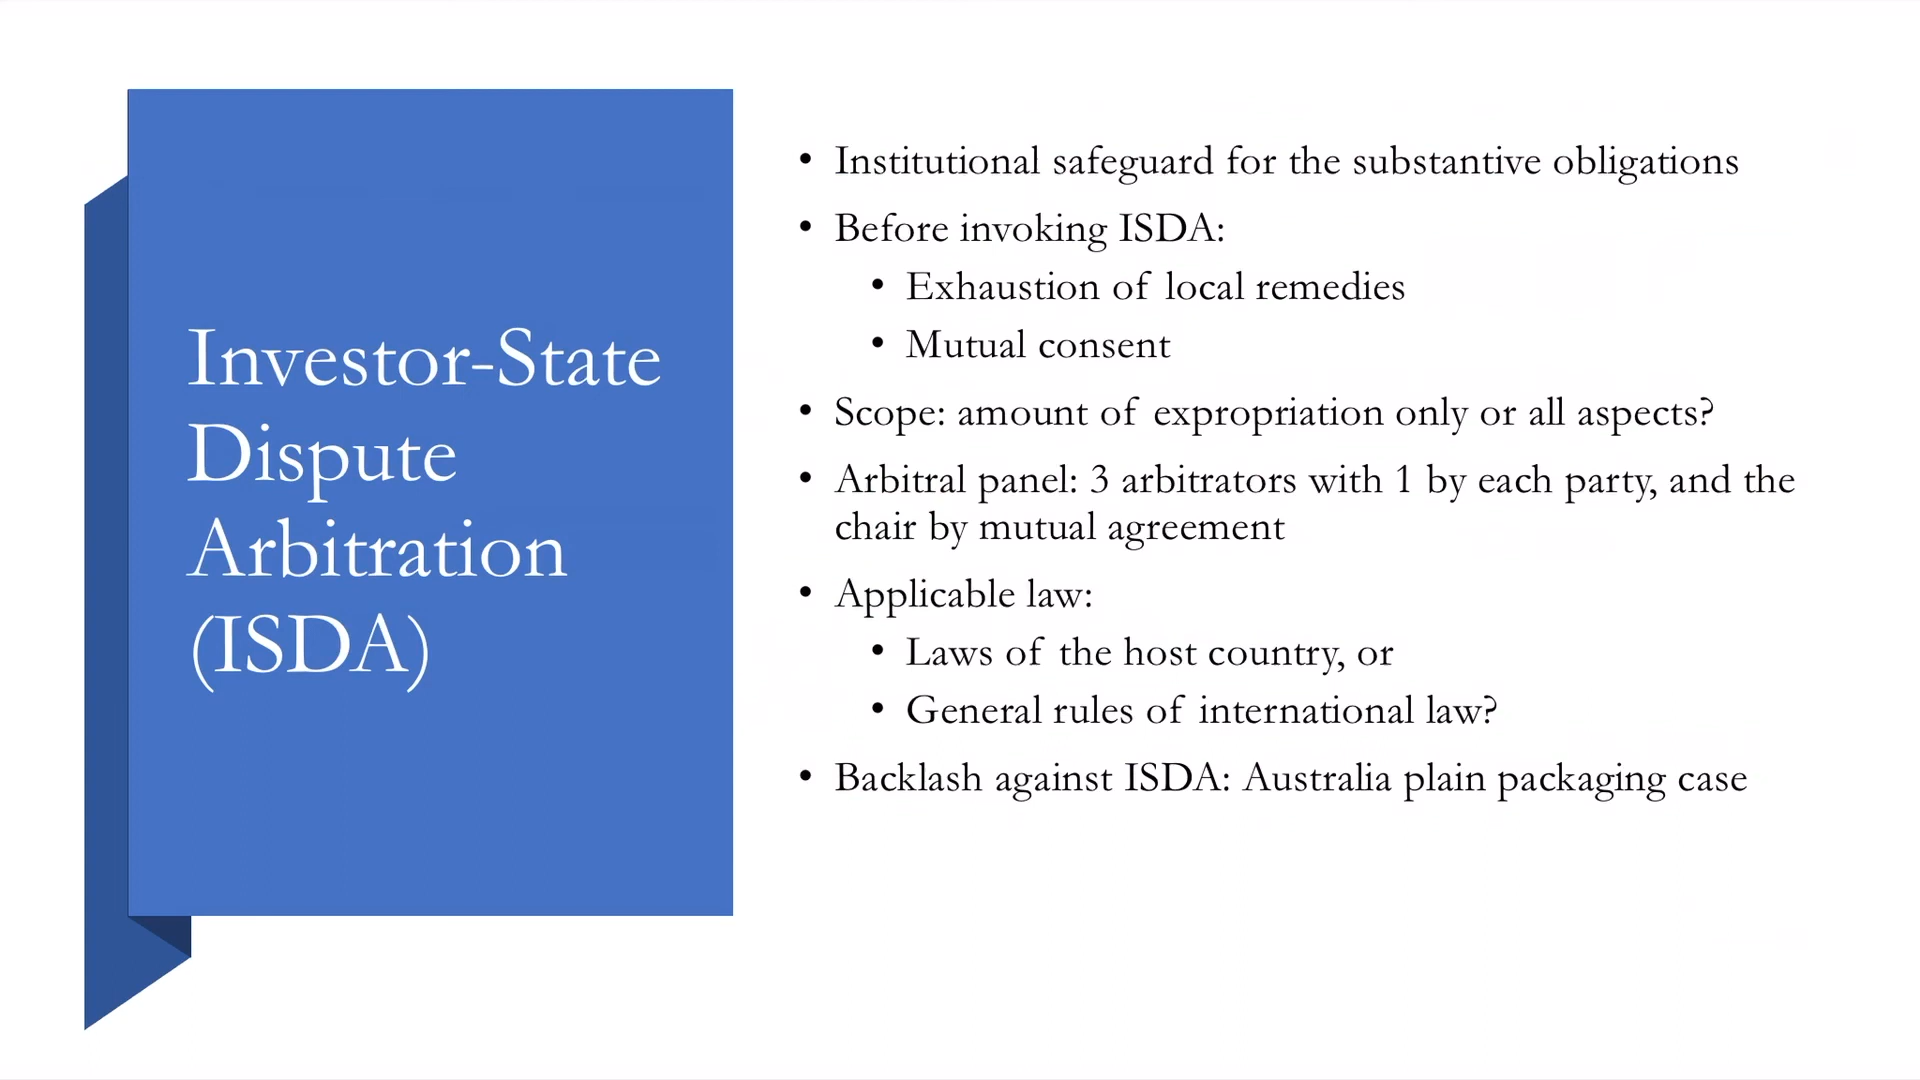 Investor-State
Dispute
Arbitration
(ISDA)
• Institutional safeguard for the substantive obligations
• Before invoking ISDA:
• Exhaustion of local remedies
• Mutual consent
• Scope: amount of expropriation only or all aspects?
• Arbitral panel: 3 arbitrators with 1 by each party, and the
chair by mutual agreement
• Applicable law:
• Laws of the host country, or
• General rules of international law?
• Backlash against ISDA: Australia plain packaging case